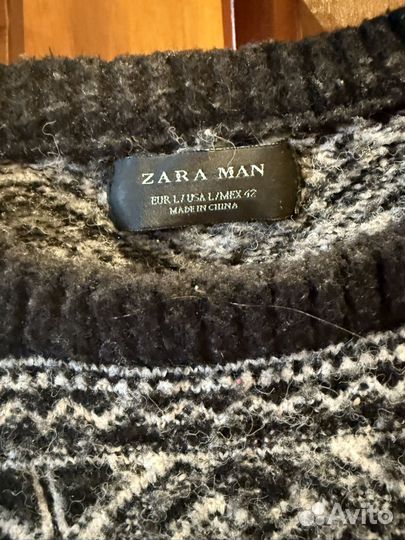 ZARA MAN
EUR L / USA L / MEX 42
MADE IN CHINA
Avito